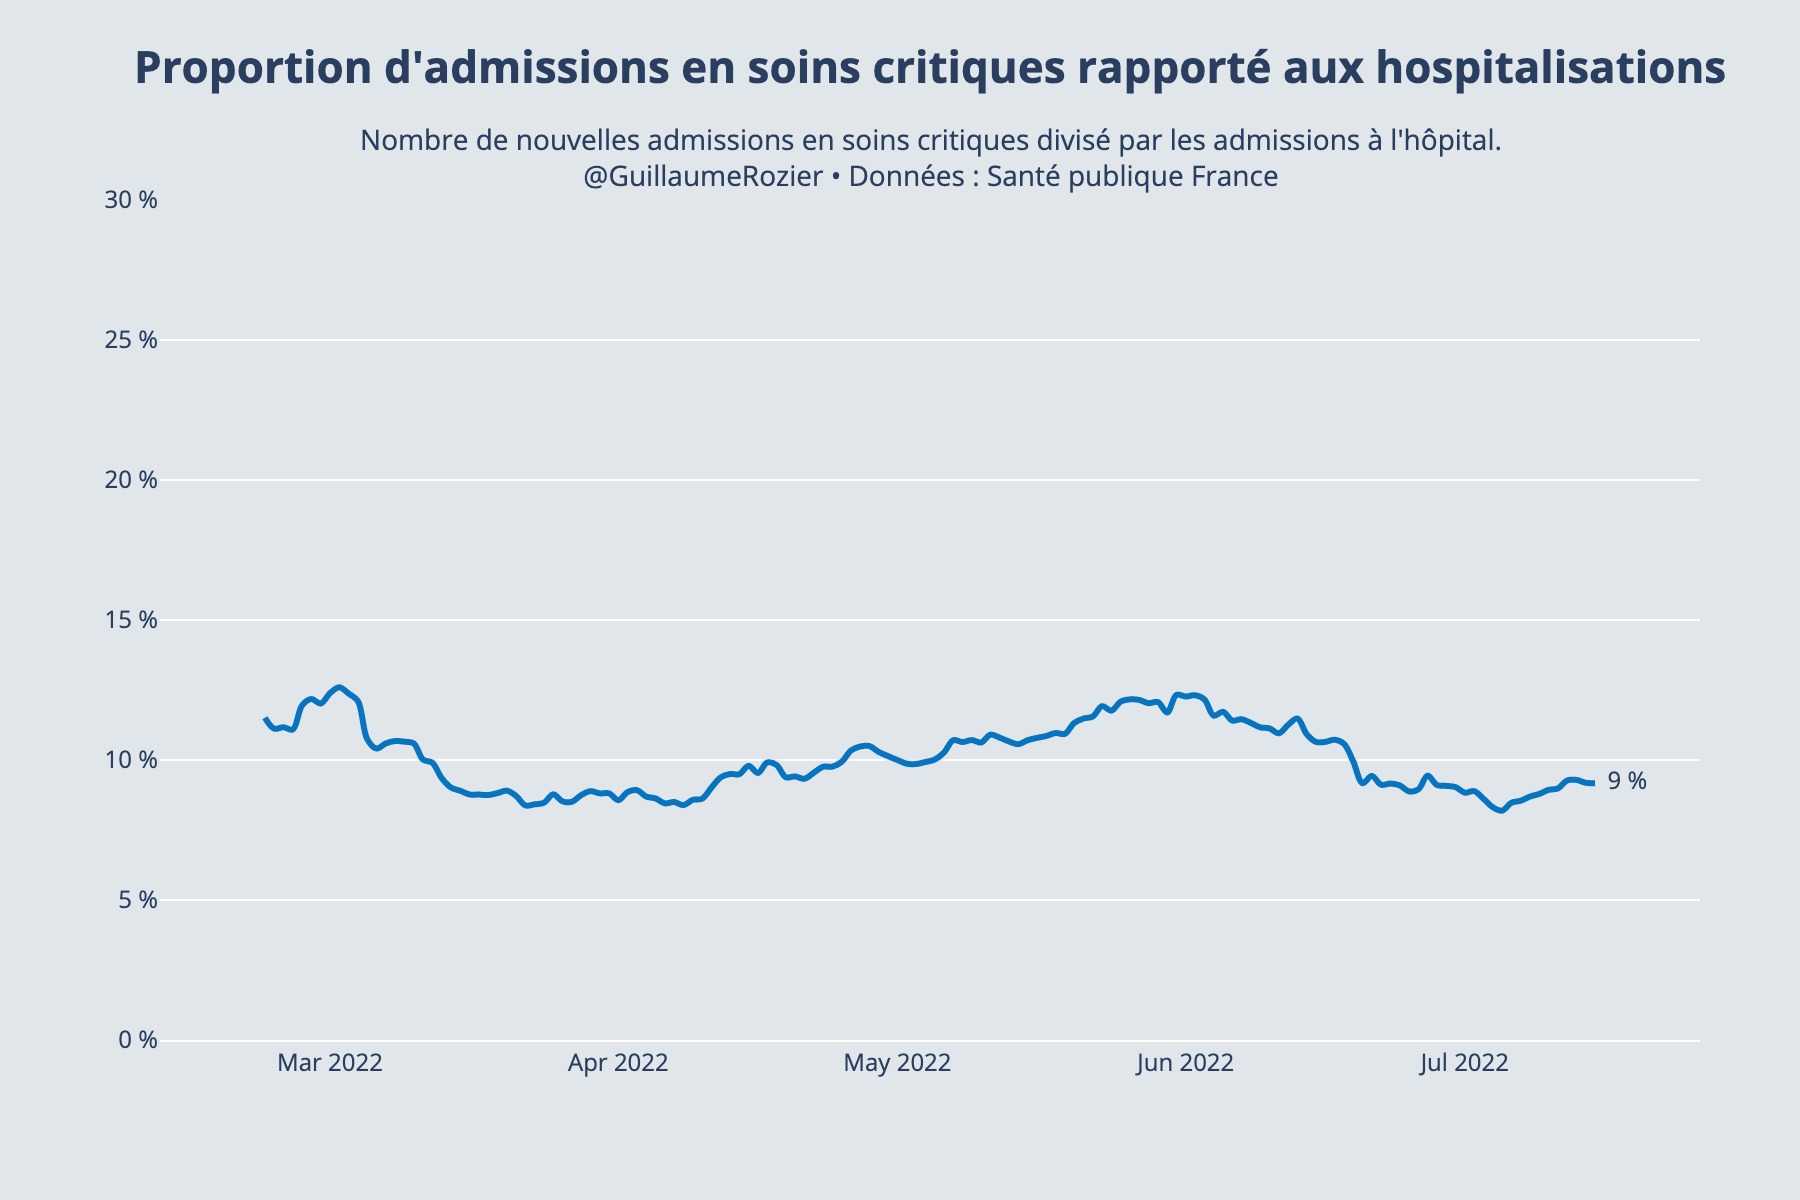 Proportion d'admissions en soins critiques rapporté aux hospitalisations
Nombre de nouvelles admissions en soins critiques divisé par les admissions à l'hôpital.
@GuillaumeRozier • Données : Santé publique France
30 %
25 %
20 %
15 %
10 %
9 %
5 %
0 %
Mar 2022 Apr 2022 May 2022 Jun 2022 Jul 2022